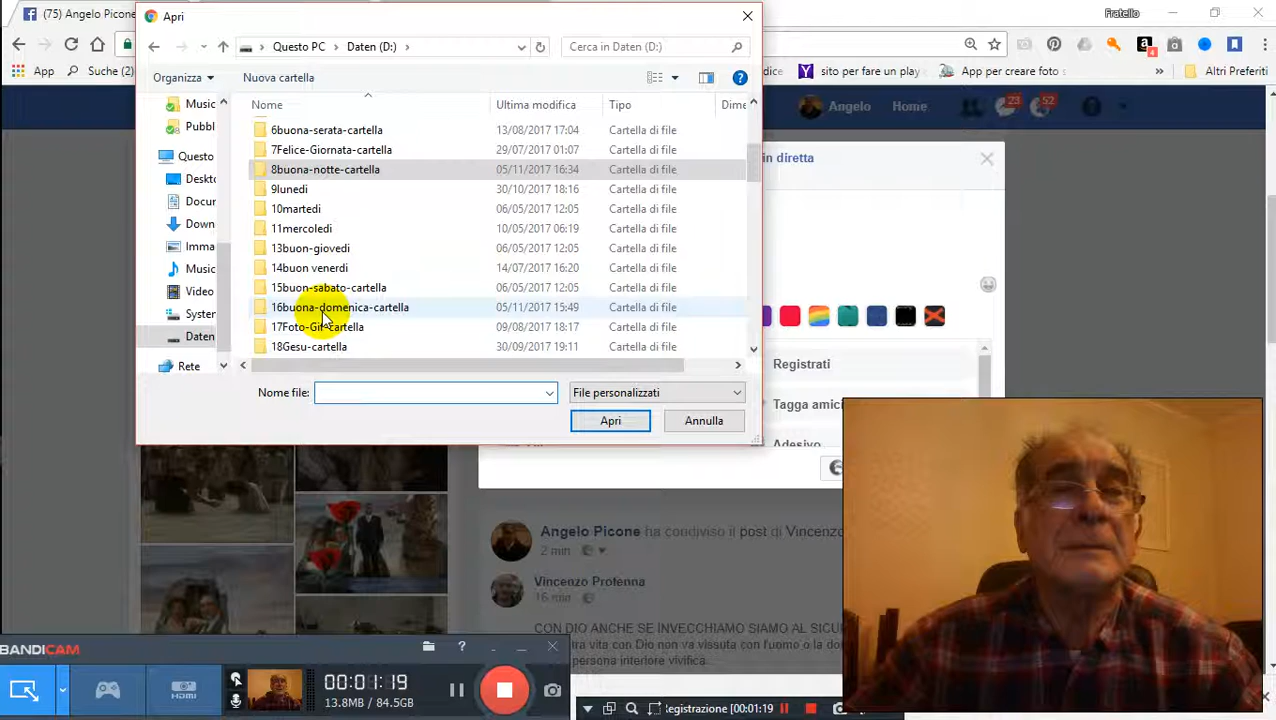 (75) Angelo Picone
Apri
Fratello
Questo PC
Daten (D:)
Cerca in Daten (D:)
App
Suche (2)
sito per fare un play
App per creare foto s
Altri Preferiti
Organizza
Nuova cartella
Nome
Ultima modifica
Tipo
Dime
Angelo
Home
23
52
Music
Pubbl
Questo
Deskto
Docur
Down
Imma
Music
Video
System
Daten
Rete
6buona-serata-cartella 13/08/2017 17:04 Cartella di file
7Felice-Giornata-cartella 29/07/2017 01:07 Cartella di file
8buona-notte-cartella 05/11/2017 16:34 Cartella di file
9lunedi 30/10/2017 18:16 Cartella di file
10martedi 06/05/2017 12:05 Cartella di file
11mercoledi 10/05/2017 06:19 Cartella di file
13buon-giovedi 06/05/2017 12:05 Cartella di file
14buon venerdi 14/07/2017 16:20 Cartella di file
15buon-sabato-cartella 06/05/2017 12:05 Cartella di file
16buona-domenica-cartella 05/11/2017 15:49 Cartella di file
17Foto-Gif-cartella 09/08/2017 18:17 Cartella di file
18Gesu-cartella 30/09/2017 19:11 Cartella di file
in diretta
Nome file:
File personalizzati
Apri
Annulla
Registrati
Tagga amici
Adesivo
Angelo Picone ha condiviso il post di Vincenzo
2 min
Vincenzo Profenna
16 min
CON DIO ANCHE SE INVECCHIAMO SIAMO AL SICU
tra vita con Dio non va vissuta con l'uomo o la do
persona interiore vivifica.
BANDICAM
HDMI
00:01:19
13.8MB / 84.5GB
Registrazione [00:01:19]